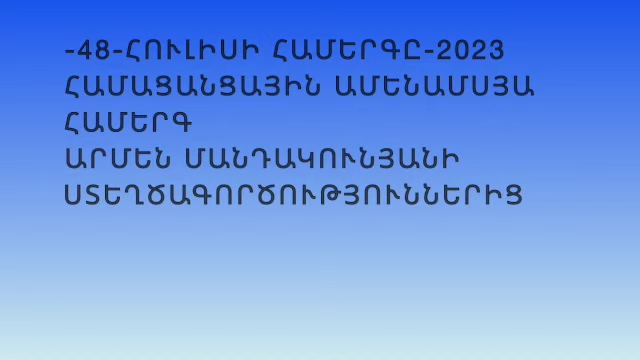 -48-ՀՈՒԼԻՍԻ ՀԱՄԵՐԳԸ-2023
ՀԱՄԱՑԱՆՑԱՅԻՆ ԱՄԵՆԱՄՍՅԱ
ՀԱՄԵՐԳ
ԱՐՄԵՆ ՄԱՆԴԱԿՈՒՆՅԱՆԻ
ՍՏԵՂԾԱԳՈՐԾՈՒԹՅՈՒՆՆԵՐԻՑ